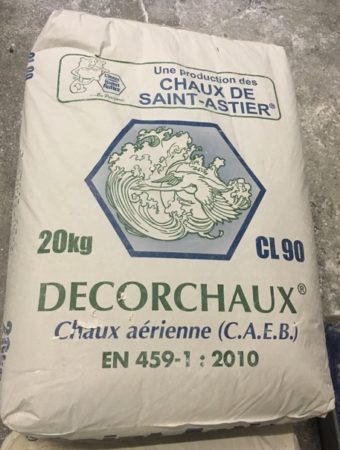 Une production des
CHAUX DE
SAINT-ASTIER®
20kg
CL 90
DECORCHAUX®
Chaux aérienne (C.A.E.B.)
EN 459-1 : 2010